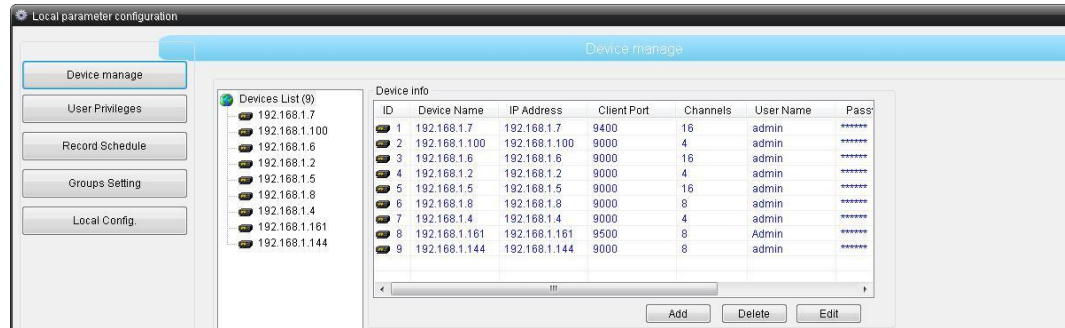 Local parameter configuration
Device manage
Device manage
User Privileges
Record Schedule
Groups Setting
Local Config.
Devices List (9)
192.168.1.7
192.168.1.100
192.168.1.6
192.168.1.2
192.168.1.5
192.168.1.8
192.168.1.4
192.168.1.161
192.168.1.144
Device info
ID Device Name IP Address Client Port Channels User Name Pass
1 192.168.1.7 192.168.1.7 9400 16 admin ******
2 192.168.1.100 192.168.1.100 9000 4 admin ******
3 192.168.1.6 192.168.1.6 9000 16 admin ******
4 192.168.1.2 192.168.1.2 9000 4 admin ******
5 192.168.1.5 192.168.1.5 9000 16 admin ******
6 192.168.1.8 192.168.1.8 9000 8 admin ******
7 192.168.1.4 192.168.1.4 9000 4 admin ******
8 192.168.1.161 192.168.1.161 9500 8 Admin ******
9 192.168.1.144 192.168.1.144 9000 8 admin ******
Add Delete Edit